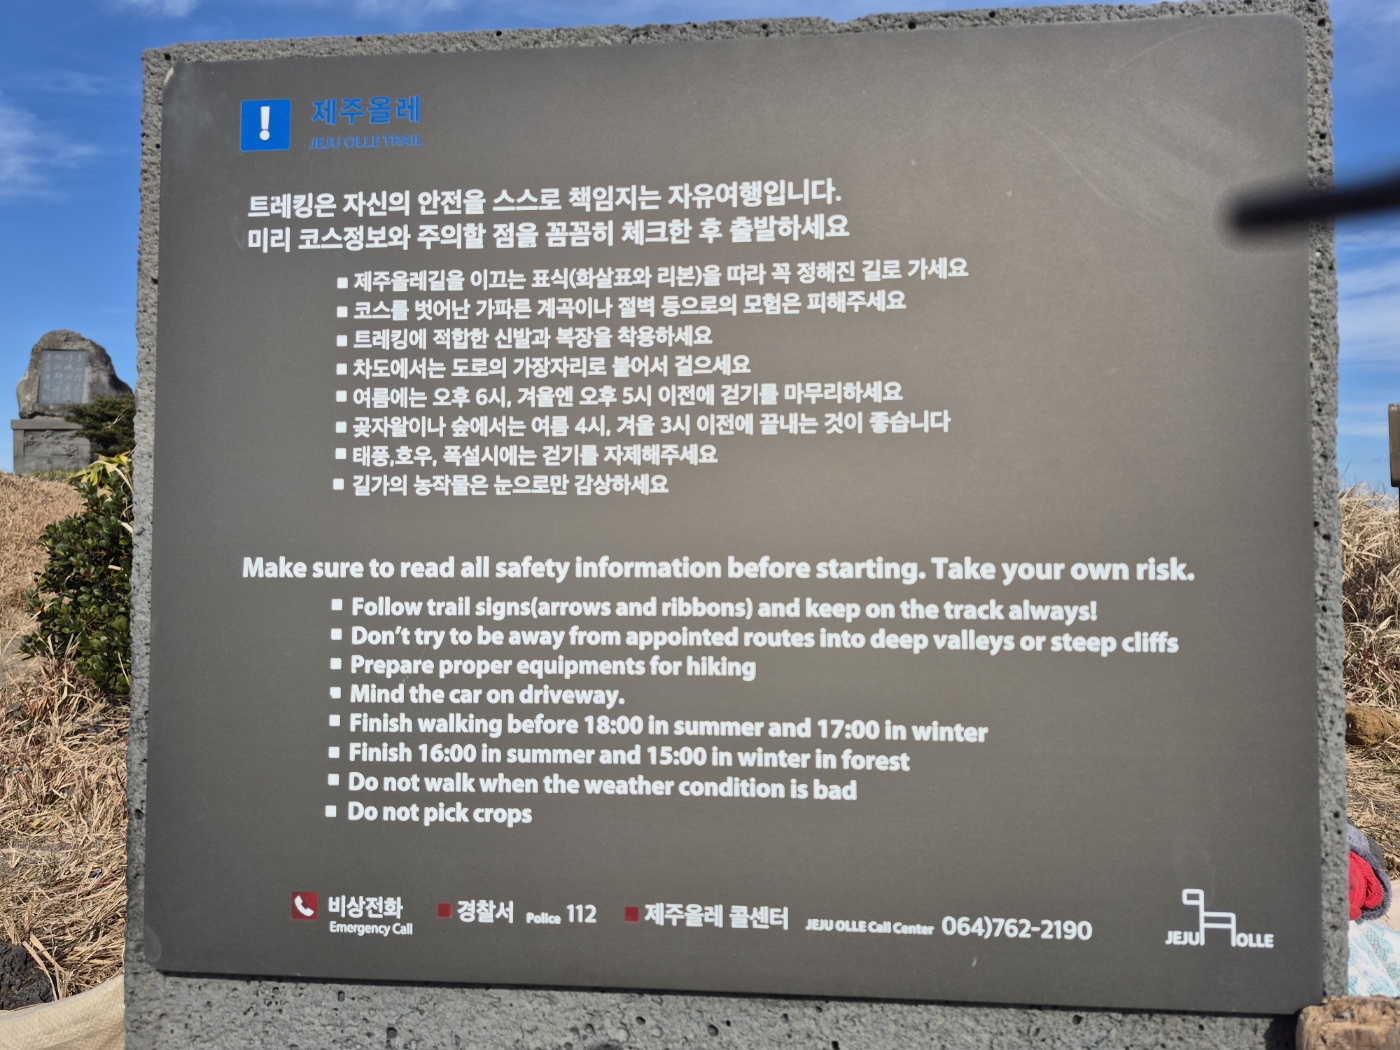 !
제주올레
JEJU OLLE TRAIL
트레킹은 자신의 안전을 스스로 책임지는 자유여행입니다.
미리 코스정보와 주의할 점을 꼼꼼히 체크한 후 출발하세요
■ 제주올레길을 이끄는 표식(화살표와 리본)을 따라 꼭 정해진 길로 가세요
■ 코스를 벗어난 가파른 계곡이나 절벽 등으로의 모험은 피해주세요
■ 트레킹에 적합한 신발과 복장을 착용하세요
■ 차도에서는 도로의 가장자리로 붙어서 걸으세요
■ 여름에는 오후 6시, 겨울엔 오후 5시 이전에 걷기를 마무리하세요
■ 곶자왈이나 숲에서는 여름 4시, 겨울 3시 이전에 끝내는 것이 좋습니다
■ 태풍,호우, 폭설시에는 걷기를 자제해주세요
■ 길가의 농작물은 눈으로만 감상하세요
Make sure to read all safety information before starting. Take your own risk.
■ Follow trail signs(arrows and ribbons) and keep on the track always!
■ Don't try to be away from appointed routes into deep valleys or steep cliffs
■ Prepare proper equipments for hiking
■ Mind the car on driveway.
■ Finish walking before 18:00 in summer and 17:00 in winter
■ Finish 16:00 in summer and 15:00 in winter in forest
■ Do not walk when the weather condition is bad
■ Do not pick crops
비상전화 ■ 경찰서 Police 112 ■ 제주올레 콜센터 JEJU OLLE Call Center 064)762-2190
Emergency Call
JEJU OLLE